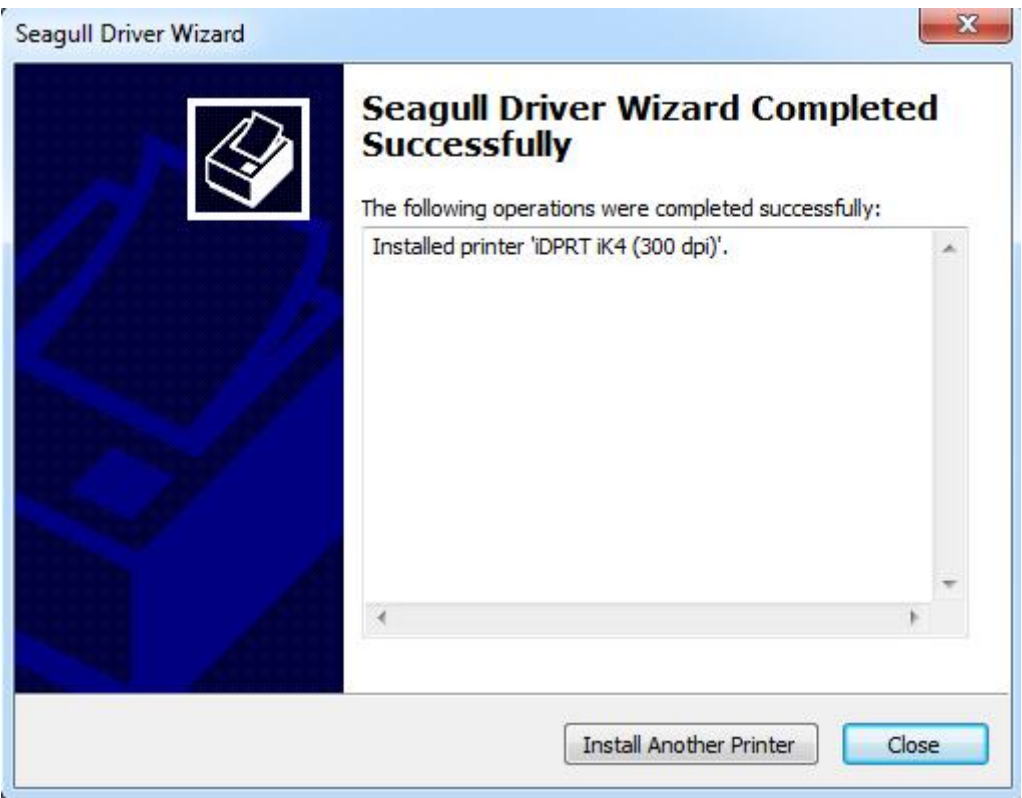 Seagull Driver Wizard
Seagull Driver Wizard Completed
Successfully
The following operations were completed successfully:
Installed printer 'iDPRT iK4 (300 dpi)'.
Install Another Printer
Close